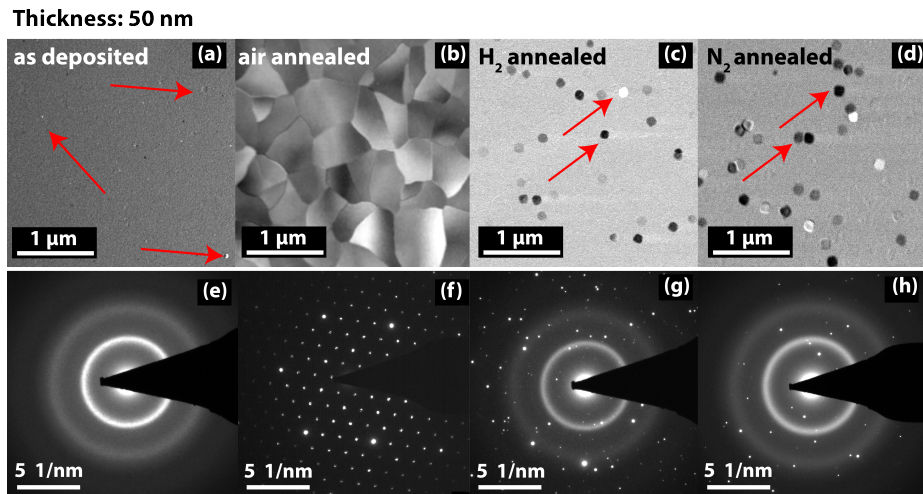 Thickness: 50 nm
as deposited (a)
air annealed (b)
H₂ annealed (c)
N₂ annealed (d)
1 µm
1 µm
1 µm
1 µm
(e)
(f)
(g)
(h)
5 1/nm
5 1/nm
5 1/nm
5 1/nm